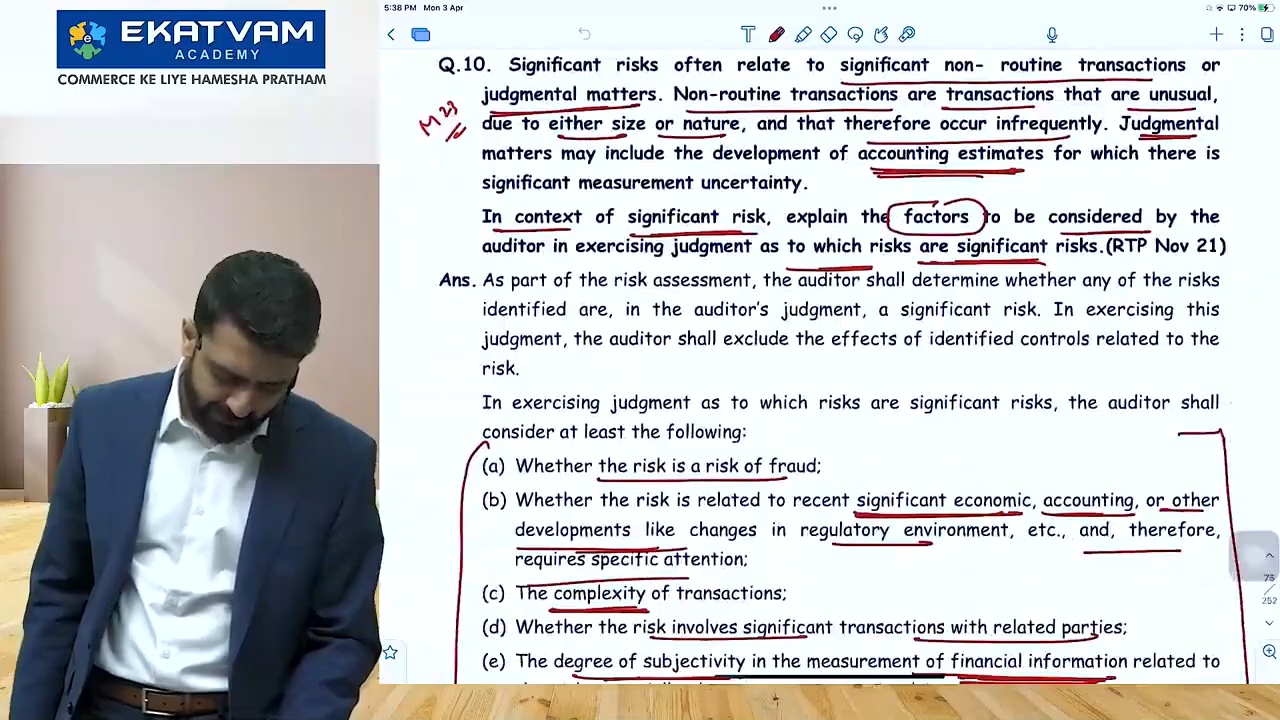 5:38 PM Mon 3 Apr
70%
EKATVAM
ACADEMY
COMMERCE KE LIYE HAMESHA PRATHAM
Q.10. Significant risks often relate to significant non- routine transactions or
judgmental matters. Non-routine transactions are transactions that are unusual,
M 23
due to either size or nature, and that therefore occur infrequently. Judgmental
matters may include the development of accounting estimates for which there is
significant measurement uncertainty.
In context of significant risk, explain the factors to be considered by the
auditor in exercising judgment as to which risks are significant risks.(RTP Nov 21)
Ans. As part of the risk assessment, the auditor shall determine whether any of the risks
identified are, in the auditor's judgment, a significant risk. In exercising this
judgment, the auditor shall exclude the effects of identified controls related to the
risk.
In exercising judgment as to which risks are significant risks, the auditor shall
consider at least the following:
(a) Whether the risk is a risk of fraud;
(b) Whether the risk is related to recent significant economic, accounting, or other
developments like changes in regulatory environment, etc., and, therefore,
requires specific attention;
(c) The complexity of transactions;
(d) Whether the risk involves significant transactions with related parties;
(e) The degree of subjectivity in the measurement of financial information related to
76
252